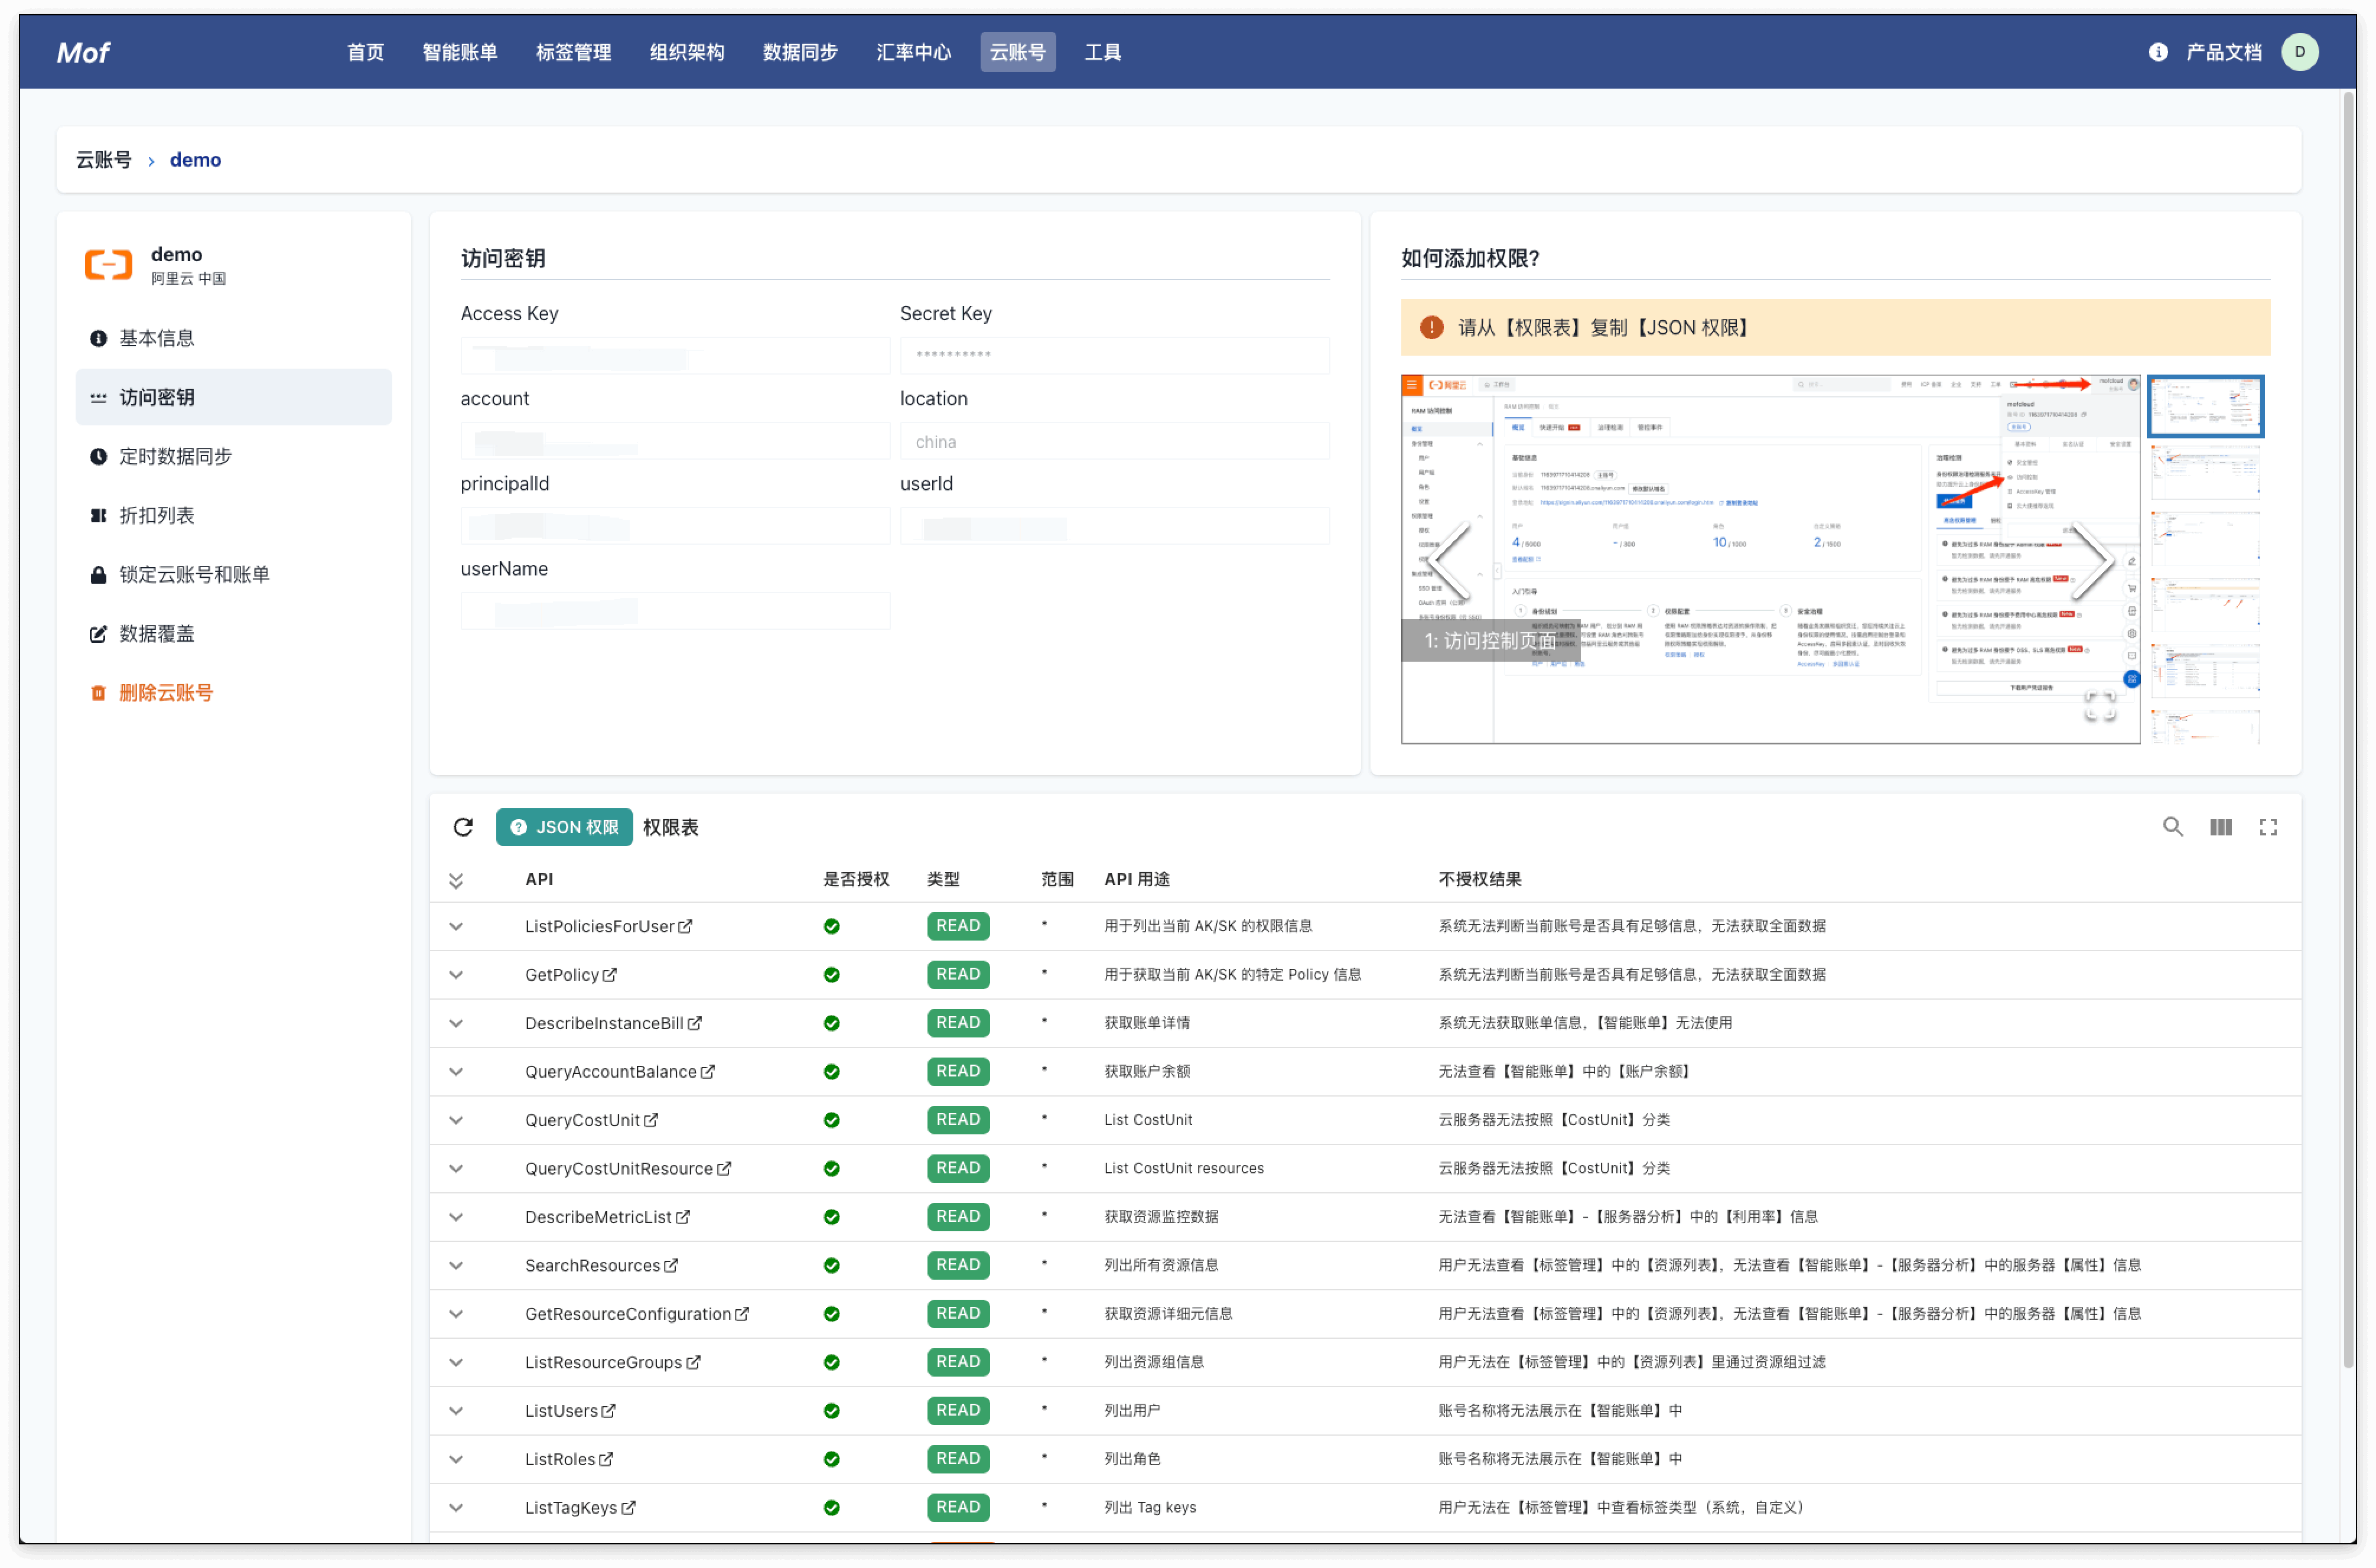 Mof 首页 智能账单 标签管理 组织架构 数据同步 汇率中心 云账号 工具 产品文档 D
云账号 › demo
demo
阿里云 中国
基本信息
访问密钥
定时数据同步
折扣列表
锁定云账号和账单
数据覆盖
删除云账号
访问密钥
Access Key Secret Key
**********
account location
china
principalId userId
userName
如何添加权限?
请从【权限表】复制【JSON 权限】
1: 访问控制页面
JSON 权限 权限表
API 是否授权 类型 范围 API 用途 不授权结果
ListPoliciesForUser READ * 用于列出当前 AK/SK 的权限信息 系统无法判断当前账号是否具有足够信息，无法获取全面数据
GetPolicy READ * 用于获取当前 AK/SK 的特定 Policy 信息 系统无法判断当前账号是否具有足够信息，无法获取全面数据
DescribeInstanceBill READ * 获取账单详情 系统无法获取账单信息，【智能账单】无法使用
QueryAccountBalance READ * 获取账户余额 无法查看【智能账单】中的【账户余额】
QueryCostUnit READ * List CostUnit 云服务器无法按照【CostUnit】分类
QueryCostUnitResource READ * List CostUnit resources 云服务器无法按照【CostUnit】分类
DescribeMetricList READ * 获取资源监控数据 无法查看【智能账单】-【服务器分析】中的【利用率】信息
SearchResources READ * 列出所有资源信息 用户无法查看【标签管理】中的【资源列表】，无法查看【智能账单】-【服务器分析】中的服务器【属性】信息
GetResourceConfiguration READ * 获取资源详细元信息 用户无法查看【标签管理】中的【资源列表】，无法查看【智能账单】-【服务器分析】中的服务器【属性】信息
ListResourceGroups READ * 列出资源组信息 用户无法在【标签管理】中的【资源列表】里通过资源组过滤
ListUsers READ * 列出用户 账号名称将无法展示在【智能账单】中
ListRoles READ * 列出角色 账号名称将无法展示在【智能账单】中
ListTagKeys READ * 列出 Tag keys 用户无法在【标签管理】中查看标签类型（系统，自定义）